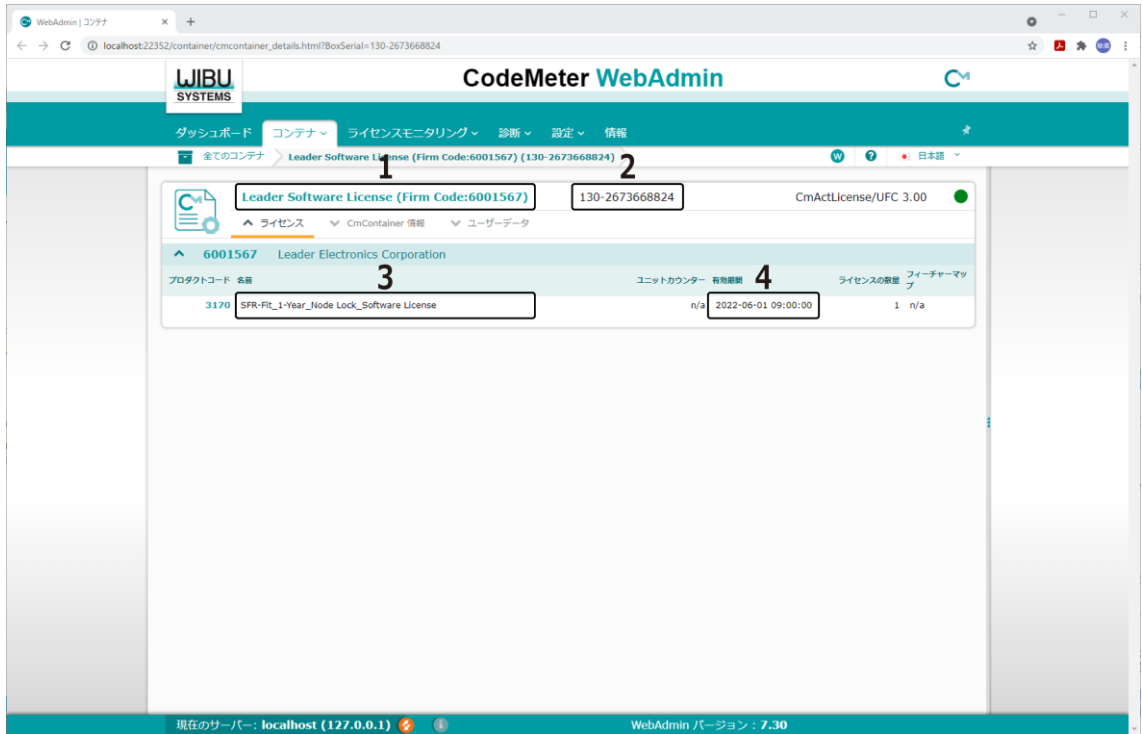 WebAdmin | コンテナ
localhost:22352/container/cmcontainer_details.html?BoxSerial=130-2673668824
WIBU
SYSTEMS
CodeMeter WebAdmin
ダッシュボード コンテナ ライセンスモニタリング 診断 設定 情報
全てのコンテナ Leader Software License (Firm Code:6001567) (130-2673668824) W ? 日本語
1 2
Leader Software License (Firm Code:6001567) 130-2673668824 CmActLicense/UFC 3.00
ライセンス CmContainer 情報 ユーザーデータ
6001567 Leader Electronics Corporation
3 4
プロダクトコード 名前 ユニットカウンター 有効期間 ライセンスの数量 フィーチャーマップ
3170 SFR-Fit_1-Year_Node Lock_Software License n/a 2022-06-01 09:00:00 1 n/a
現在のサーバー: localhost (127.0.0.1) WebAdmin バージョン : 7.30